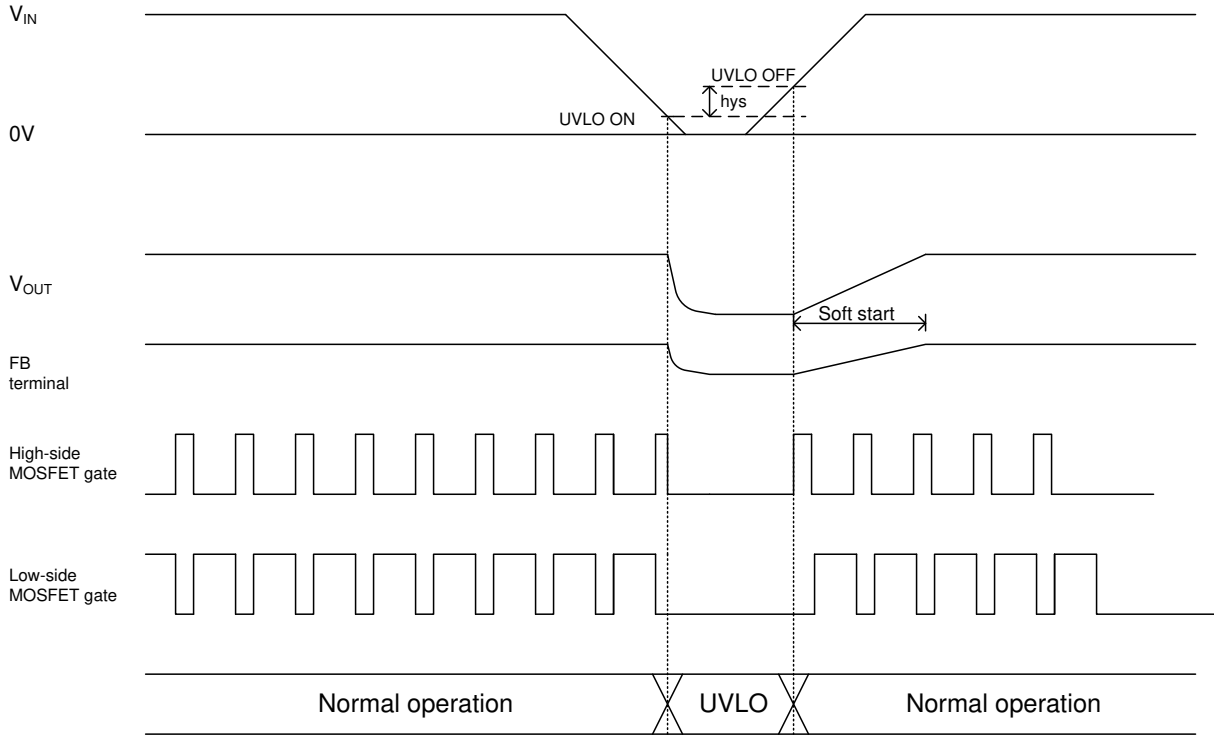 VIN
UVLO OFF
hys
UVLO ON
0V
VOUT
Soft start
FB
terminal
High-side
MOSFET gate
Low-side
MOSFET gate
Normal operation
UVLO
Normal operation